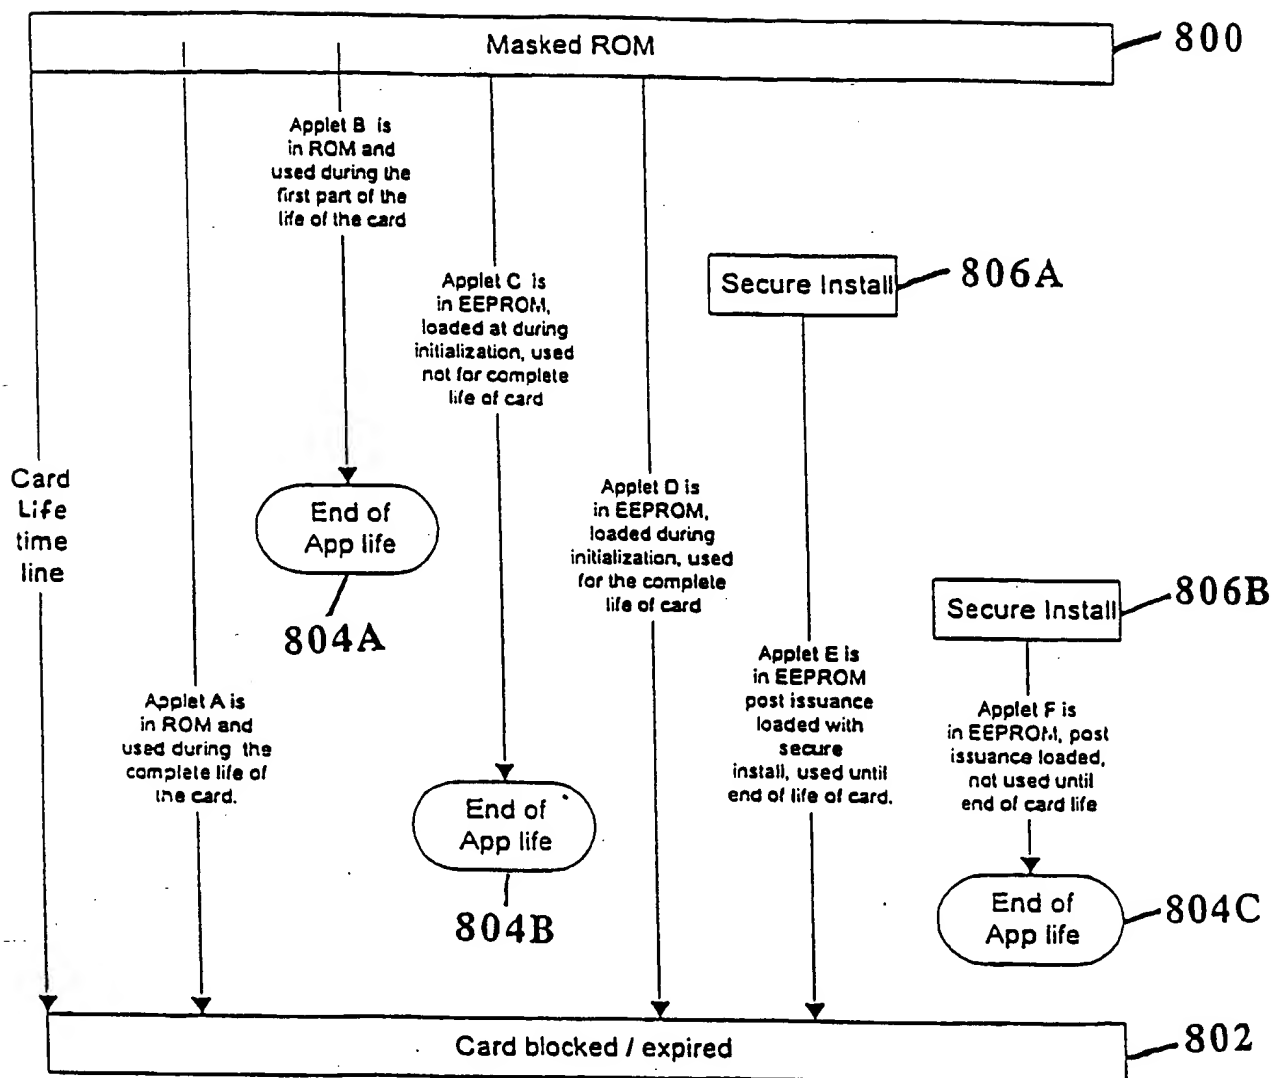 Masked ROM
800
Applet B is
in ROM and
used during the
first part of the
life of the card
Secure Install
806A
Applet C is
in EEPROM,
loaded at during
initialization, used
not for complete
life of card
Card
Life
time
line
End of
App life
804A
Applet D is
in EEPROM,
loaded during
initialization, used
for the complete
life of card
Secure Install
806B
Applet A is
in ROM and
used during the
complete life of
the card.
Applet E is
in EEPROM
post issuance
loaded with
secure
install, used until
end of life of card.
Applet F is
in EEPROM, post
issuance loaded,
not used until
end of card life
End of
App life
804B
End of
App life
804C
Card blocked / expired
802